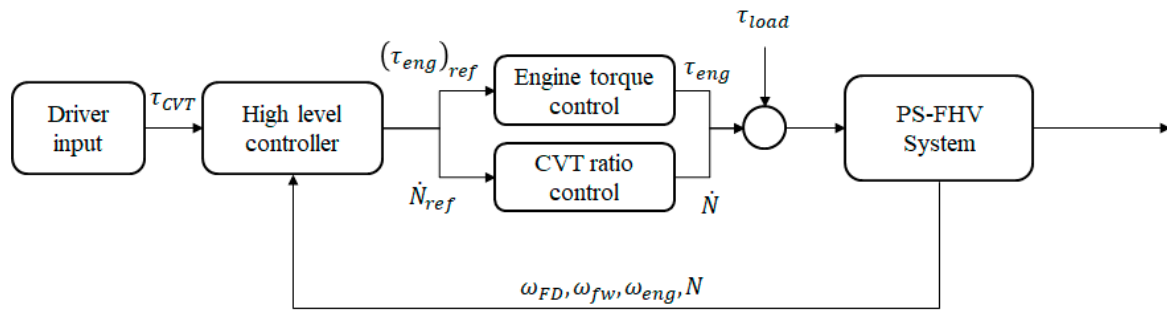 τ_load
(τ_eng)_ref
Engine torque
control
τ_eng
Driver
input
τ_CVT
High level
controller
PS-FHV
System
CVT ratio
control
Ṅ_ref
Ṅ
ω_FD, ω_fw, ω_eng, N